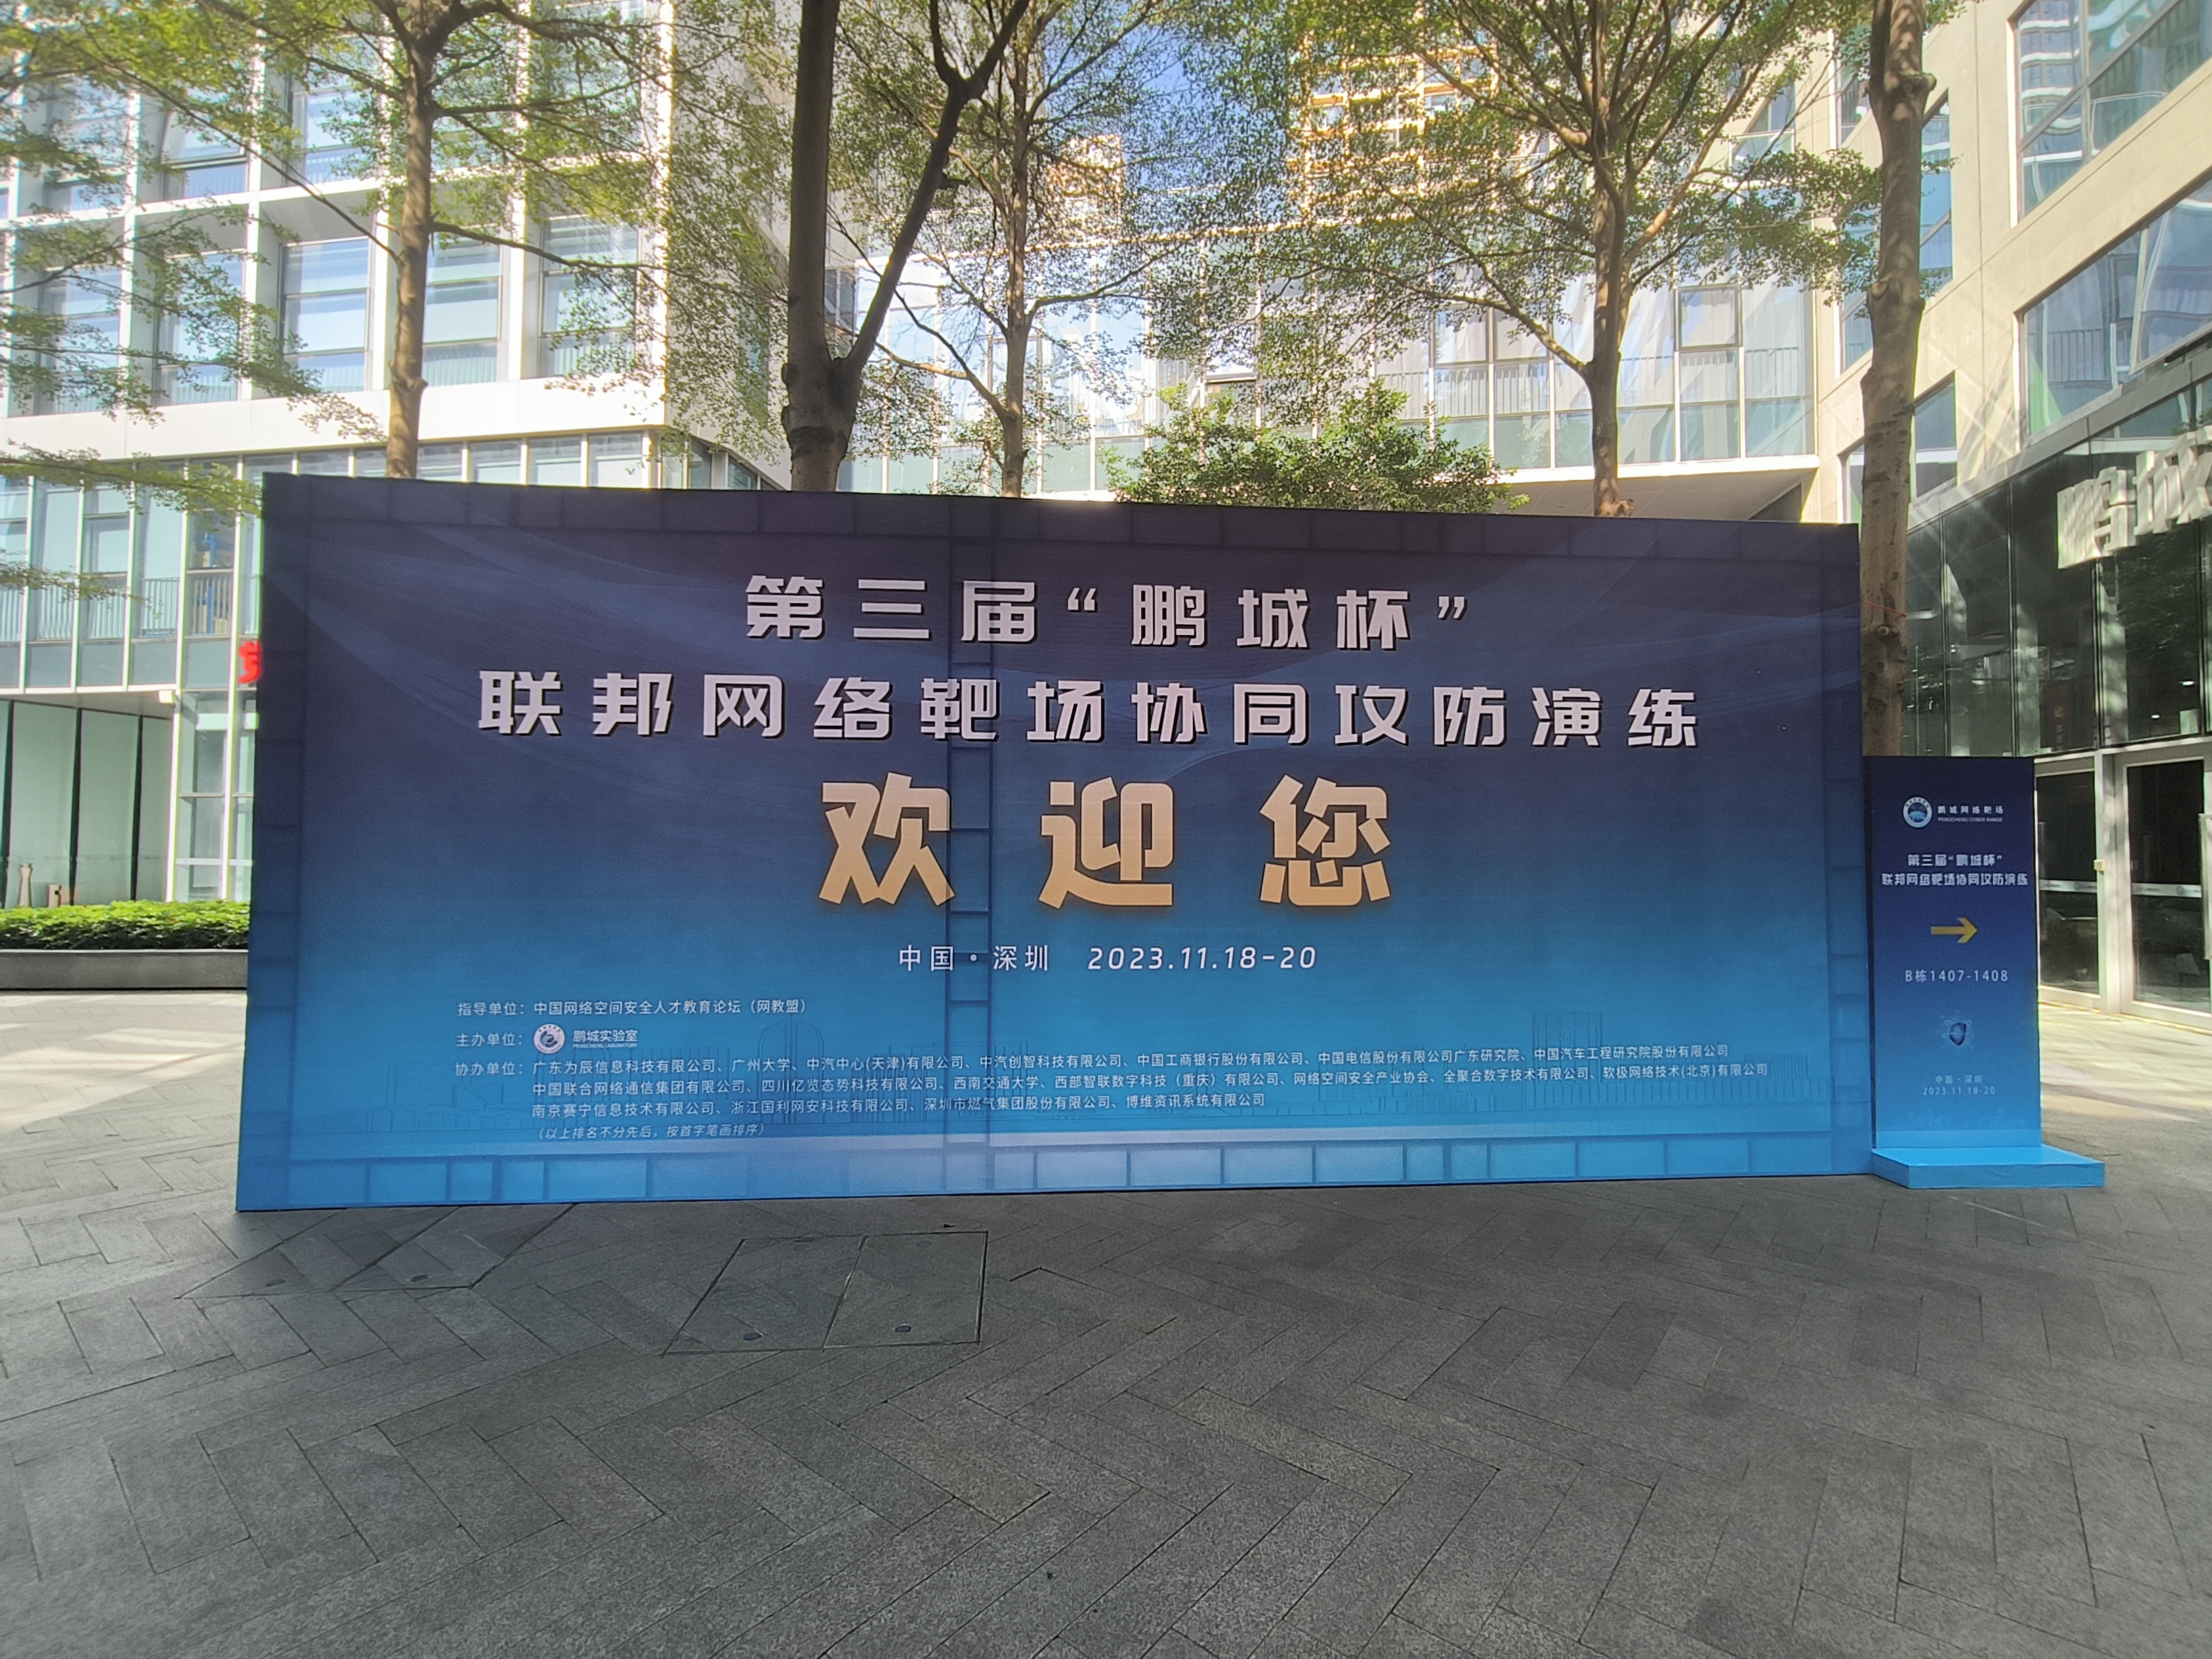 第三届“鹏城杯”
联邦网络靶场协同攻防演练
欢迎您
中国·深圳 2023.11.18-20
指导单位：中国网络空间安全人才教育论坛（网教盟）
主办单位：鹏城实验室
PENGCHENG LABORATORY
协办单位：广东为辰信息科技有限公司、广州大学、中汽中心(天津)有限公司、中汽创智科技有限公司、中国工商银行股份有限公司、中国电信股份有限公司广东研究院、中国汽车工程研究院股份有限公司
中国联合网络通信集团有限公司、四川亿览态势科技有限公司、西南交通大学、西部智联数字科技（重庆）有限公司、网络空间安全产业协会、全聚合数字技术有限公司、软极网络技术(北京)有限公司
南京赛宁信息技术有限公司、浙江国利网安科技有限公司、深圳市燃气集团股份有限公司、博维资讯系统有限公司
（以上排名不分先后，按首字笔画排序）
鹏城网络靶场
PENGCHENG CYBER RANGE
第三届“鹏城杯”
联邦网络靶场协同攻防演练
→
B栋1407-1408
中国·深圳
2023.11.18-20
鹏城